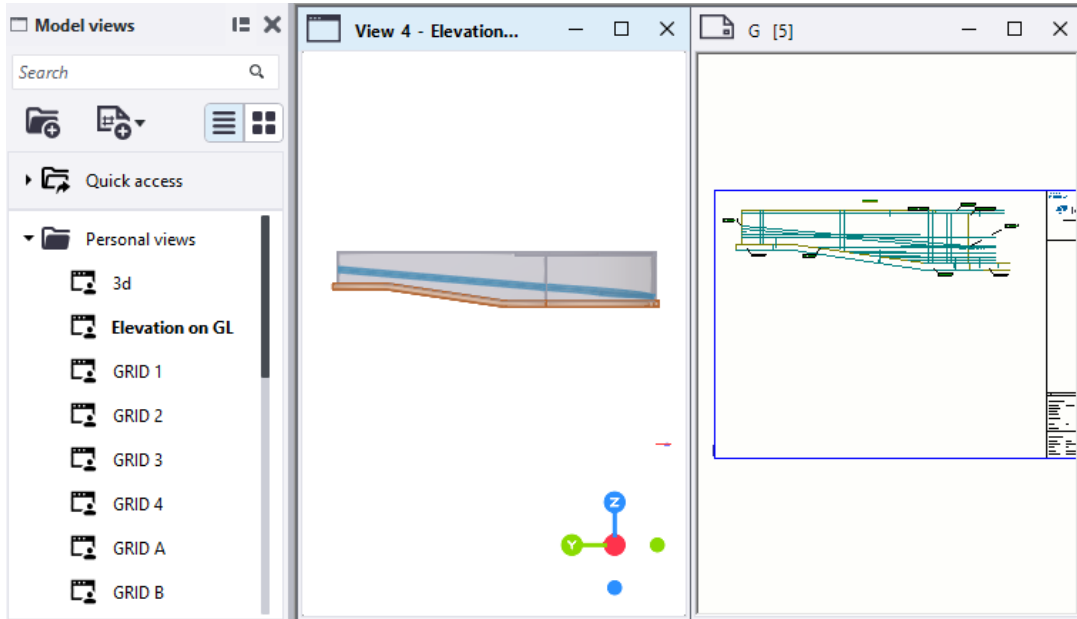 Model views
Search
Quick access
Personal views
3d
Elevation on GL
GRID 1
GRID 2
GRID 3
GRID 4
GRID A
GRID B
View 4 - Elevation...
Z
Y
G [5]